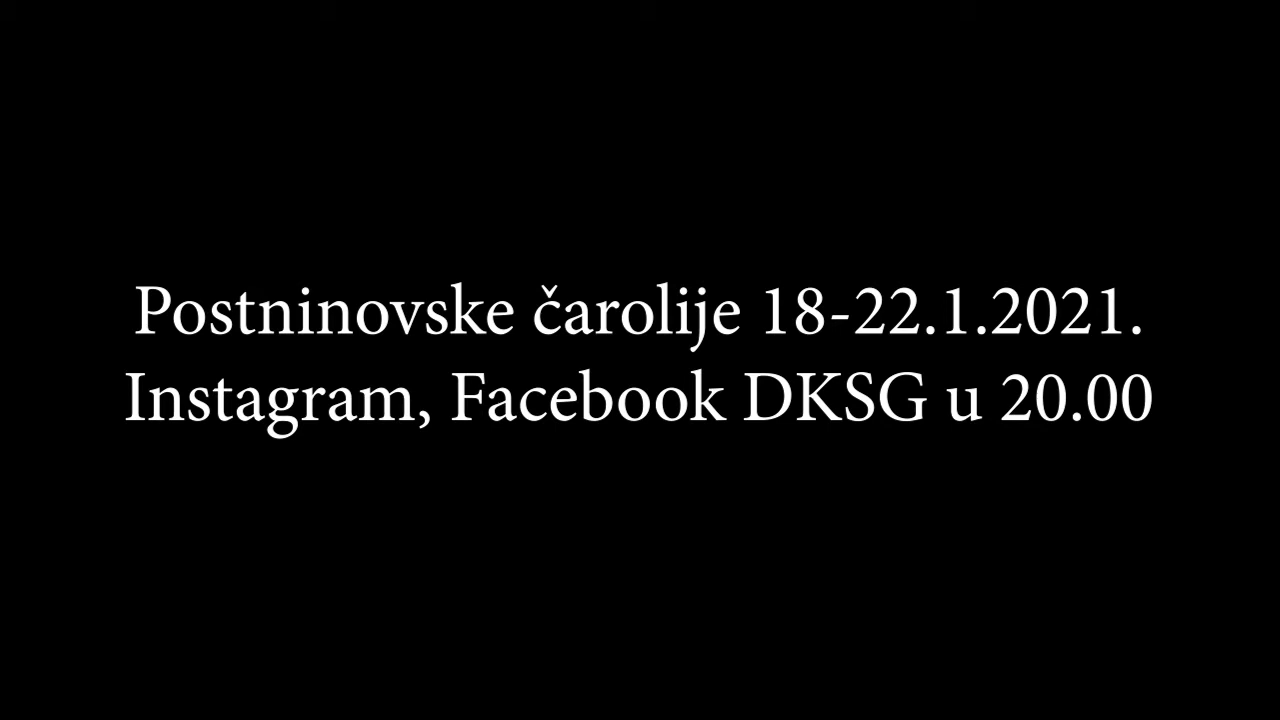 Postninovske čarolije 18-22.1.2021.
Instagram, Facebook DKSG u 20.00